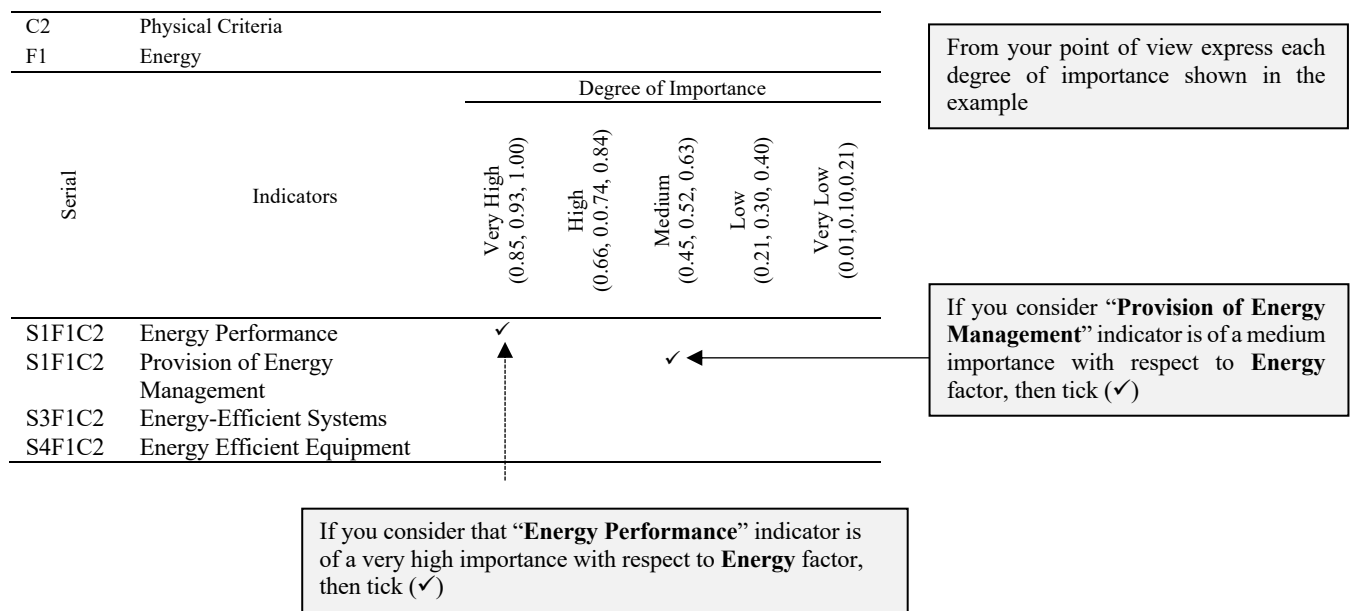 C2 Physical Criteria
F1 Energy
Degree of Importance
Serial
Indicators
Very High
(0.85, 0.93, 1.00)
High
(0.66, 0.0.74, 0.84)
Medium
(0.45, 0.52, 0.63)
Low
(0.21, 0.30, 0.40)
Very Low
(0.01,0.10,0.21)
S1F1C2 Energy Performance ✓
S1F1C2 Provision of Energy ✓
Management
S3F1C2 Energy-Efficient Systems
S4F1C2 Energy Efficient Equipment
From your point of view express each
degree of importance shown in the
example
If you consider “Provision of Energy
Management” indicator is of a medium
importance with respect to Energy
factor, then tick (✓)
If you consider that “Energy Performance” indicator is
of a very high importance with respect to Energy factor,
then tick (✓)